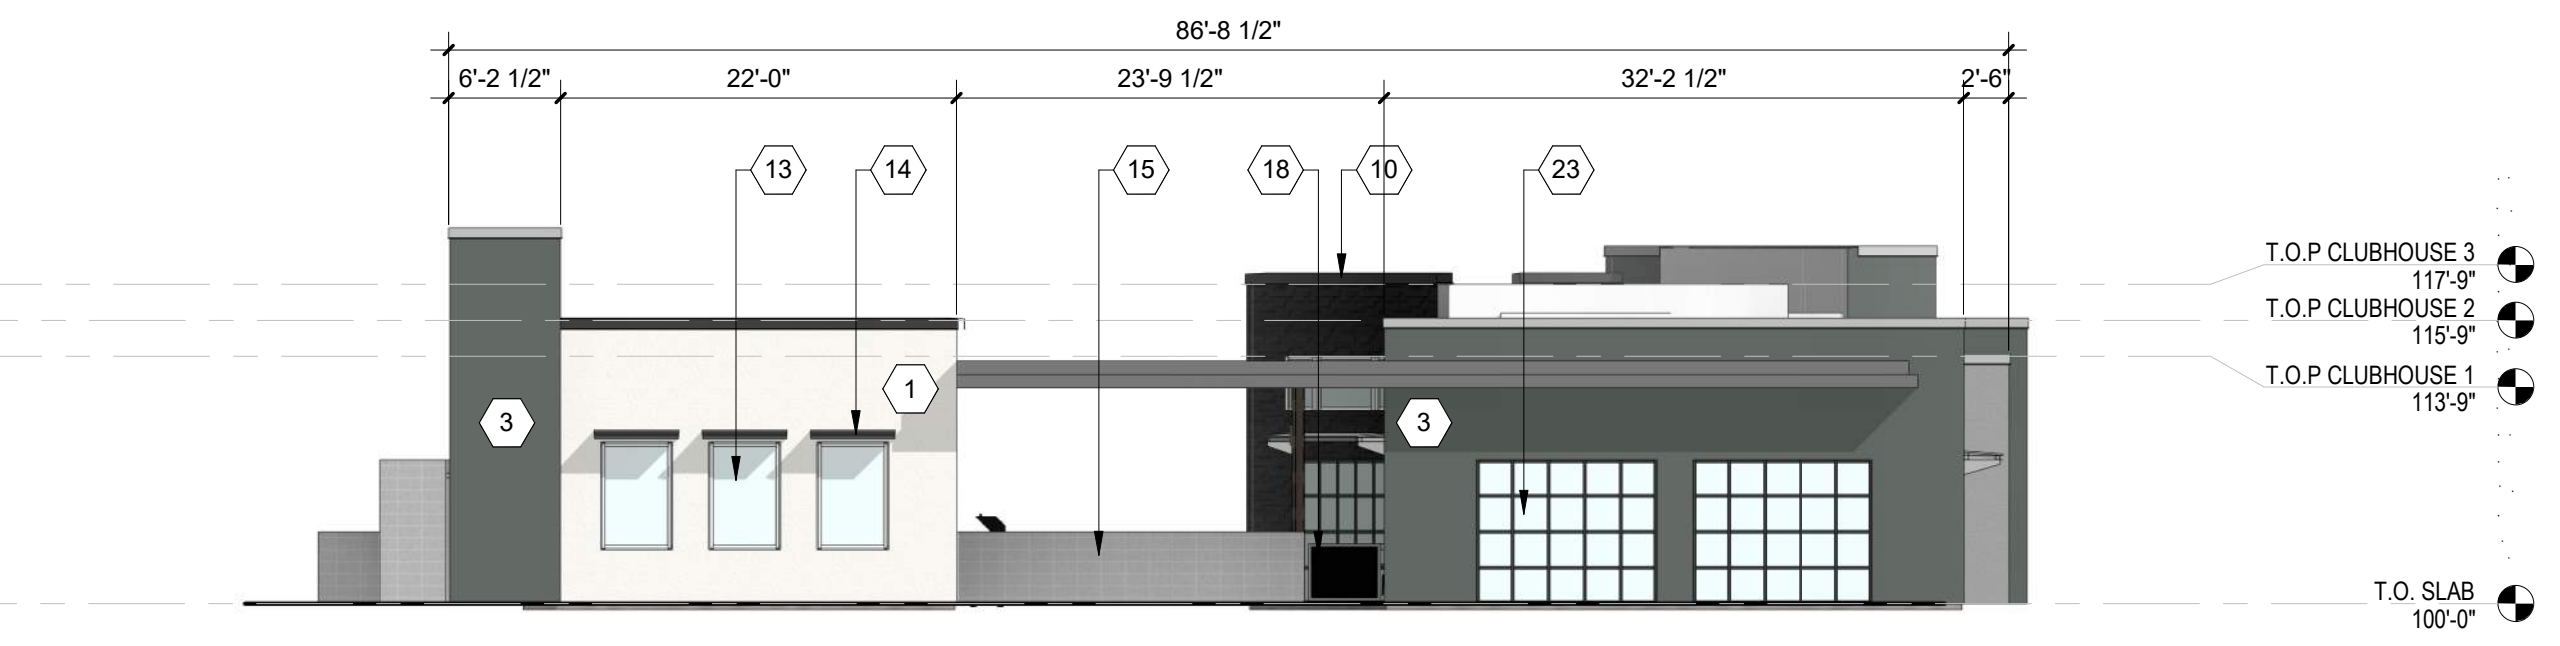 86'-8 1/2"
6'-2 1/2" 22'-0" 23'-9 1/2" 32'-2 1/2" 2'-6"
13 14 15 18 10 23
T.O.P CLUBHOUSE 3
117'-9"
T.O.P CLUBHOUSE 2
115'-9"
T.O.P CLUBHOUSE 1
113'-9"
1
3 3
T.O. SLAB
100'-0"